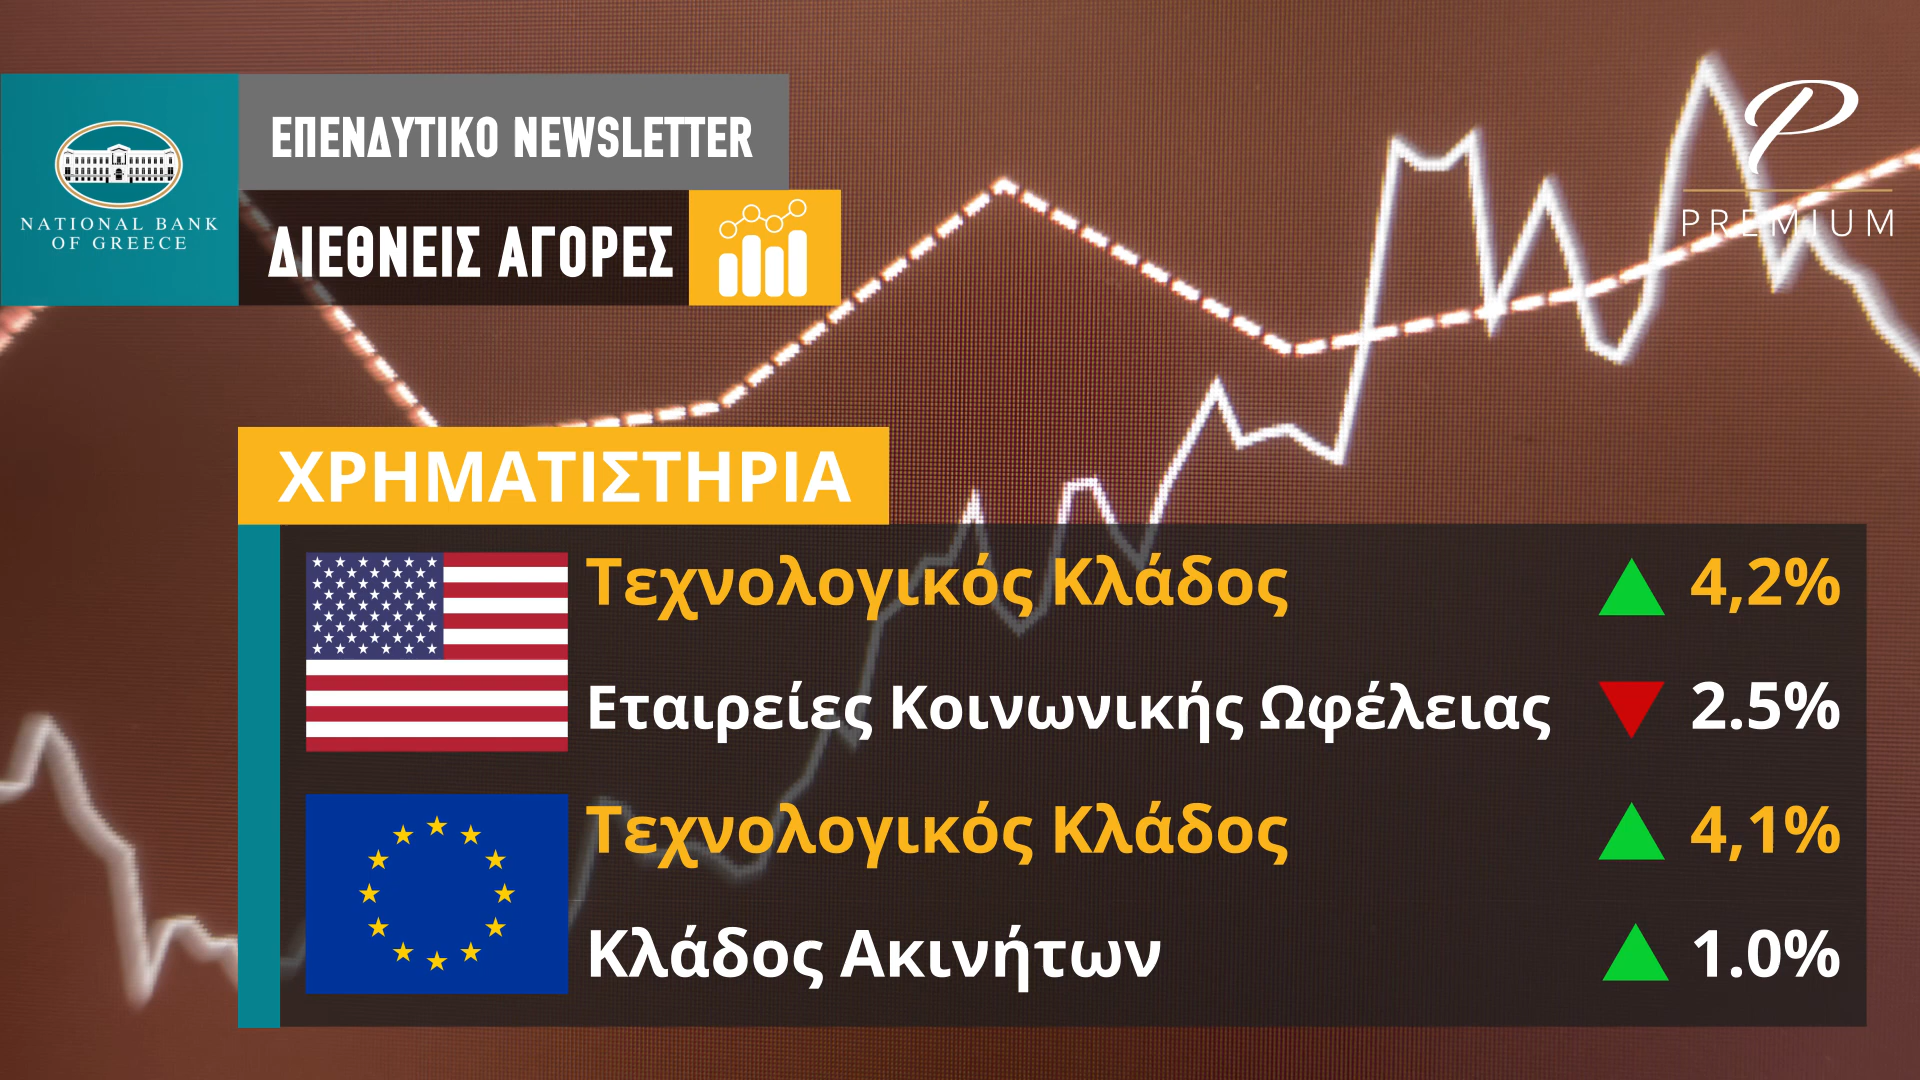 NATIONAL BANK
OF GREECE
ΕΠΕΝΔΥΤΙΚΟ NEWSLETTER
ΔΙΕΘΝΕΙΣ ΑΓΟΡΕΣ
P
PREMIUM
ΧΡΗΜΑΤΙΣΤΗΡΙΑ
Τεχνολογικός Κλάδος 4,2%
Εταιρείες Κοινωνικής Ωφέλειας 2.5%
Τεχνολογικός Κλάδος 4,1%
Κλάδος Ακινήτων 1.0%